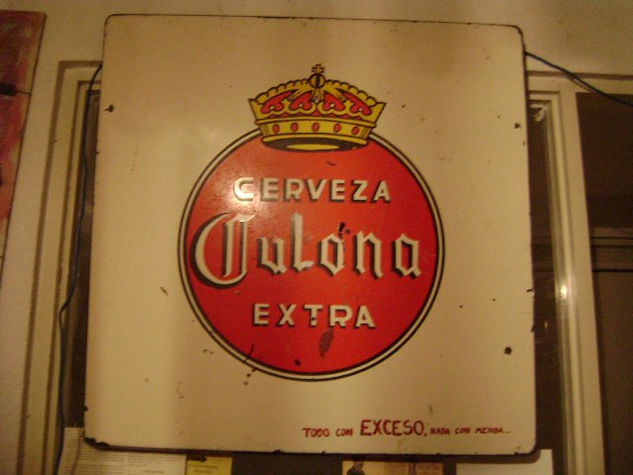 CERVEZA
Culona
EXTRA
TODO CON EXCESO, NADA CON MEDIDA...